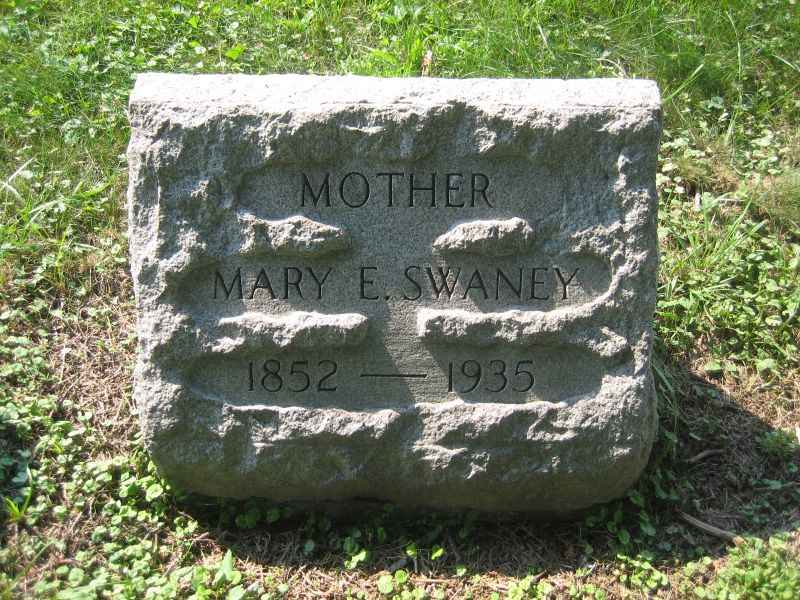 MOTHER
MARY E. SWANEY
1852 — 1935